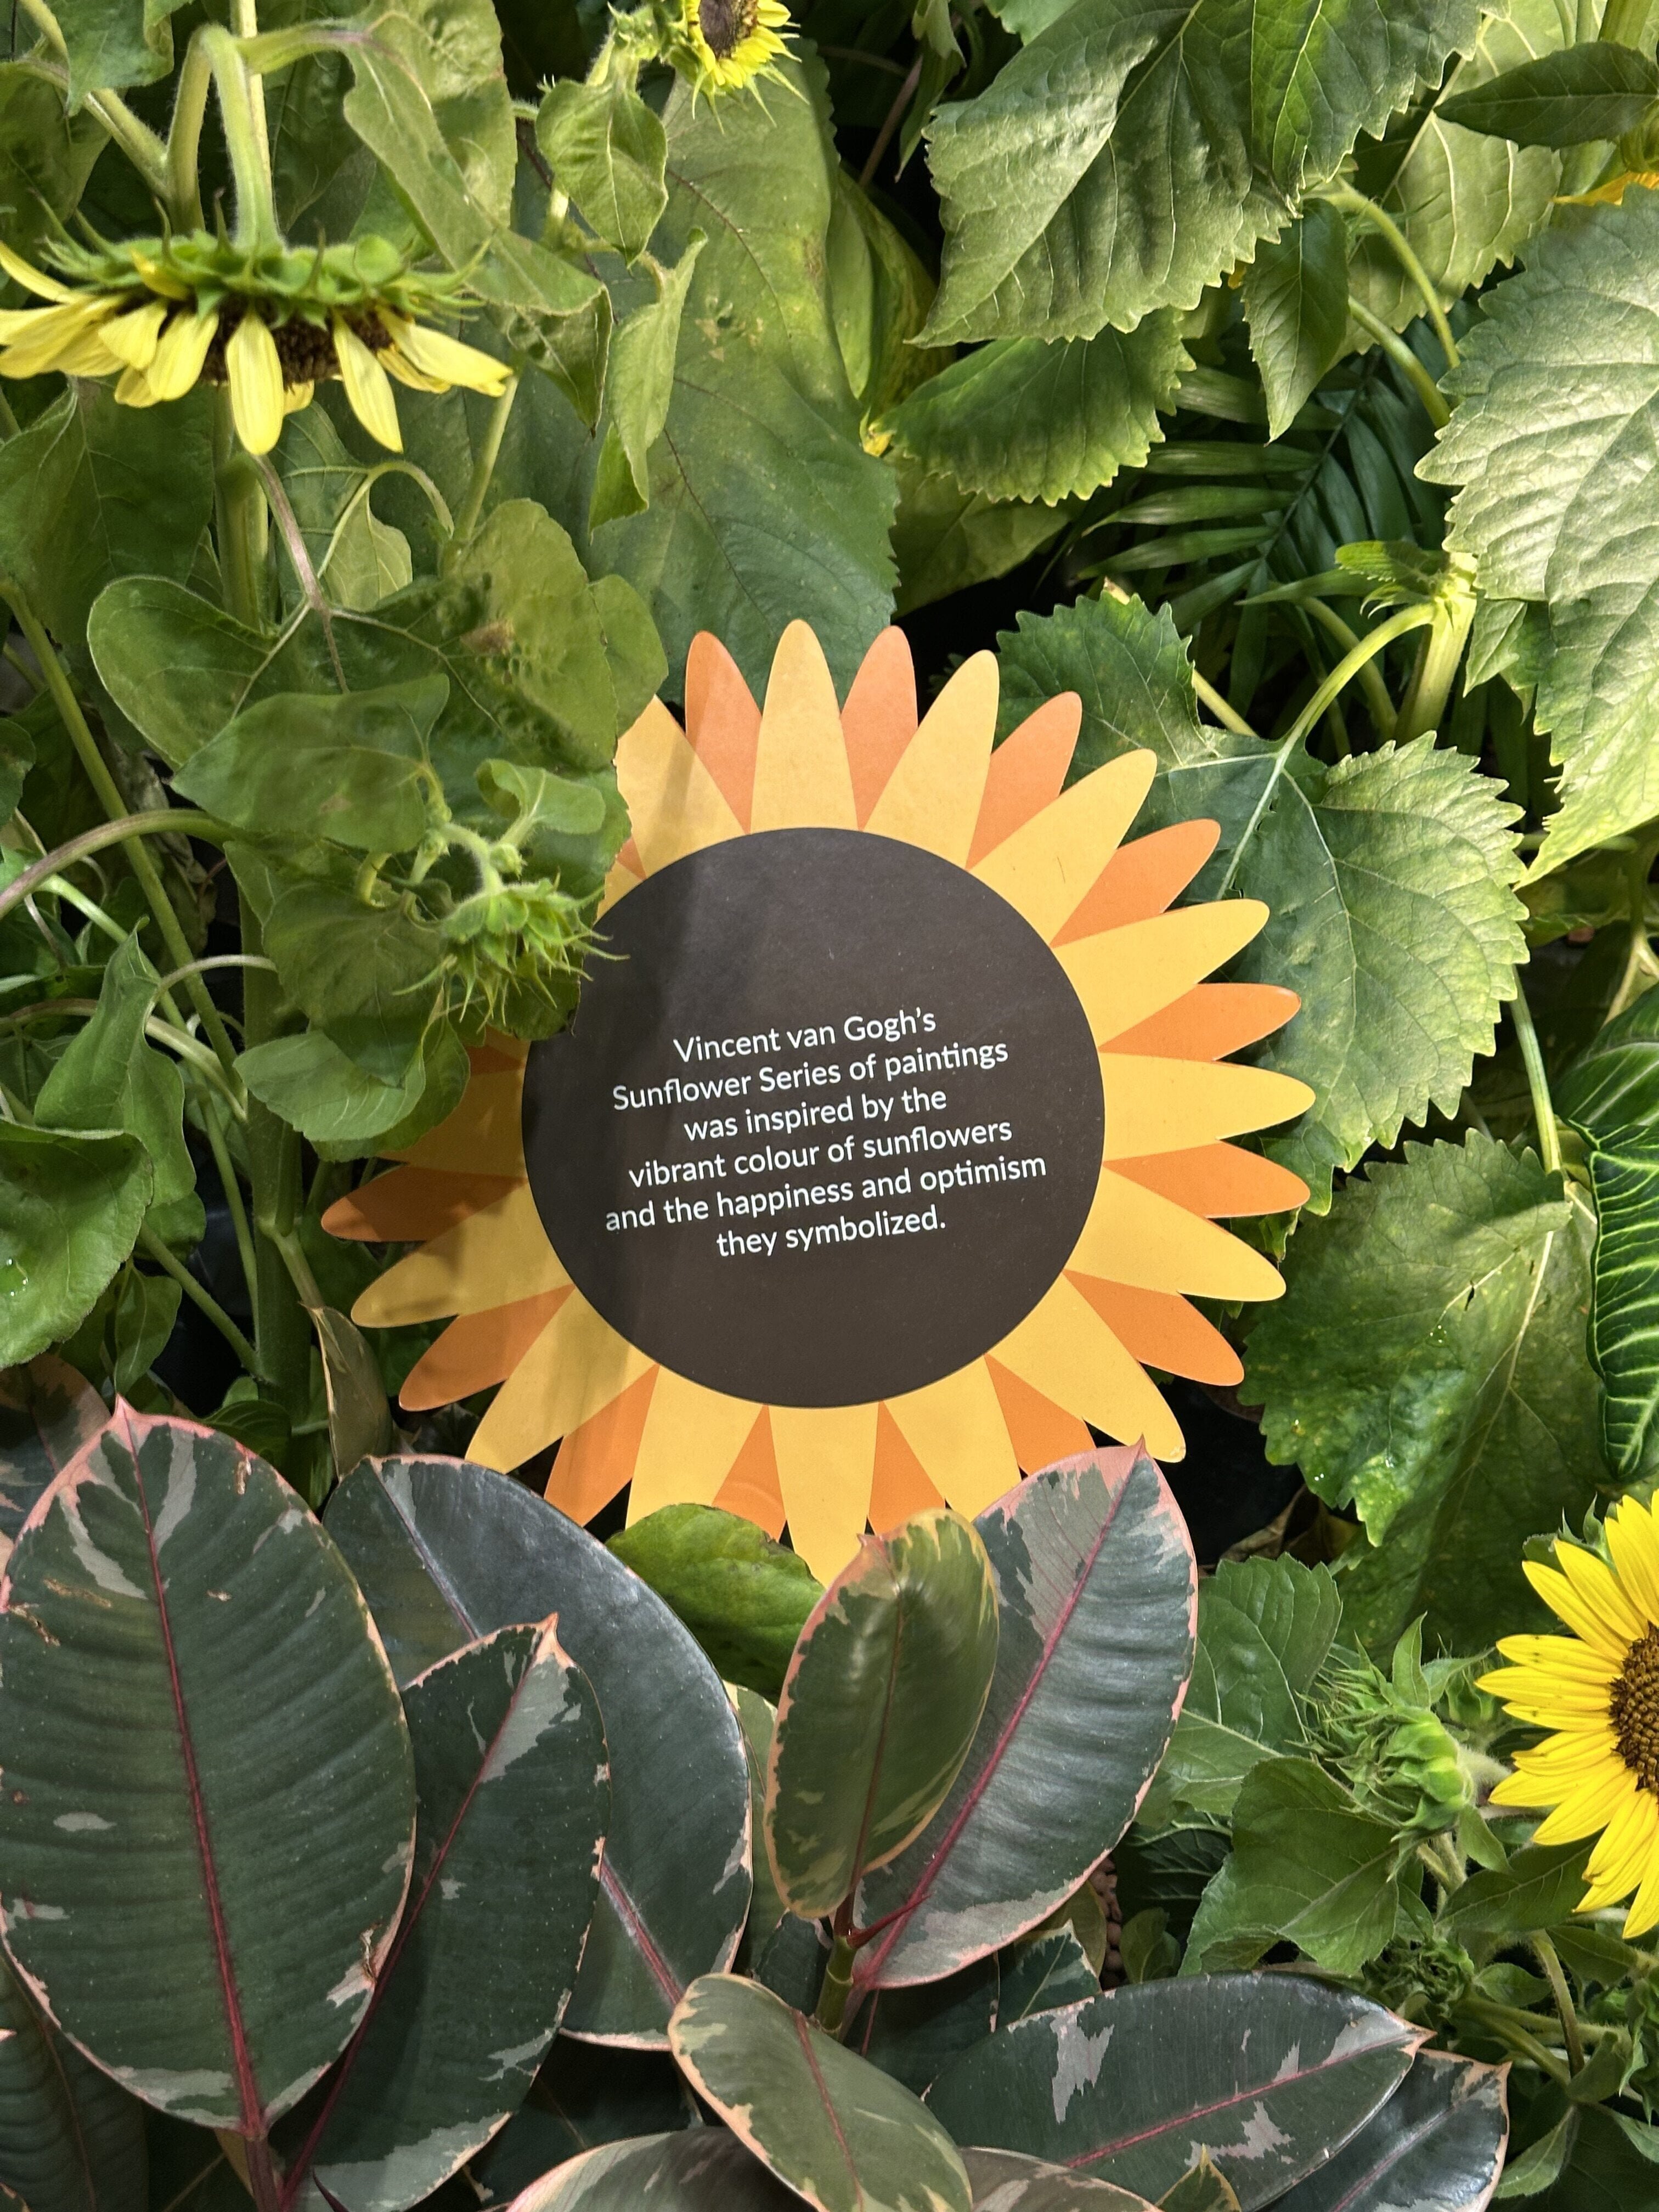 Vincent van Gogh's
Sunflower Series of paintings
was inspired by the
vibrant colour of sunflowers
and the happiness and optimism
they symbolized.